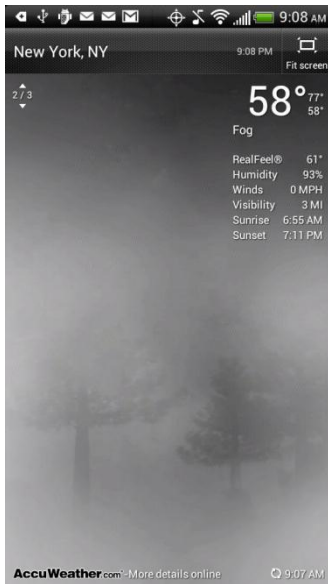 9:08 AM
New York, NY
9:08 PM
Fit screen
2 / 3
58° 77°
58°
Fog
RealFeel® 61°
Humidity 93%
Winds 0 MPH
Visibility 3 MI
Sunrise 6:55 AM
Sunset 7:11 PM
AccuWeather.com® -More details online 9:07 AM